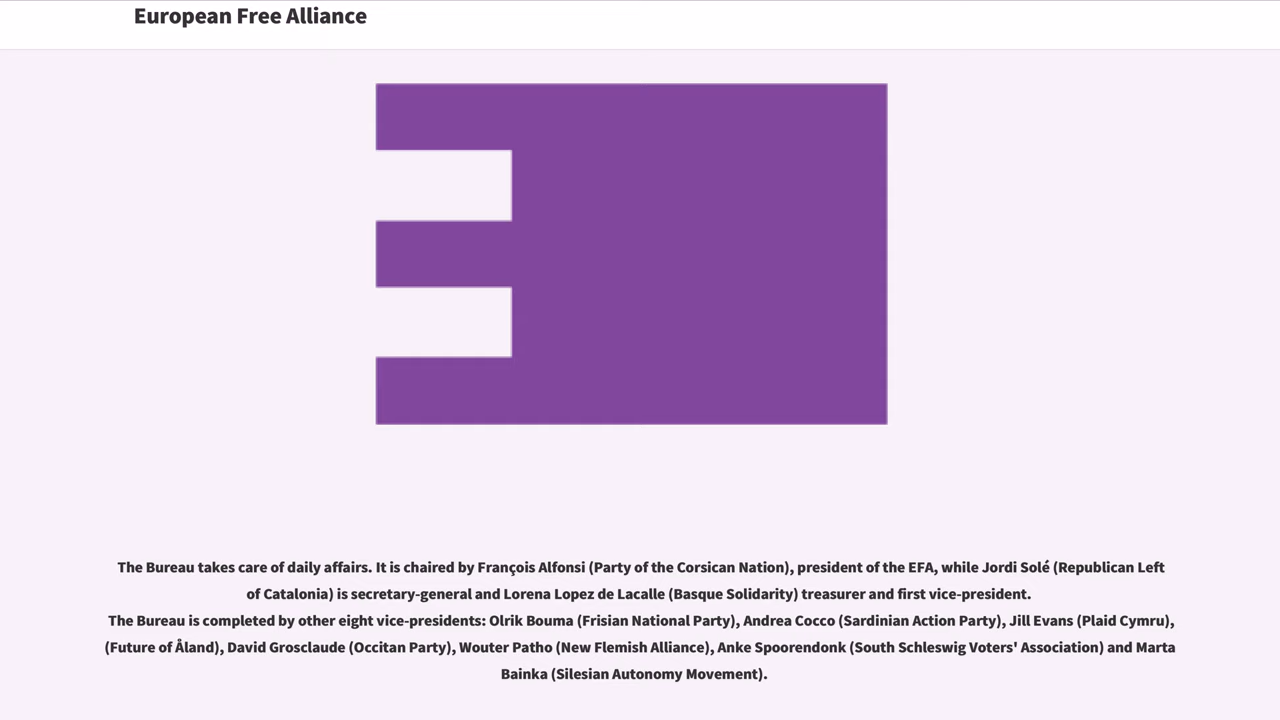 European Free Alliance
The Bureau takes care of daily affairs. It is chaired by François Alfonsi (Party of the Corsican Nation), president of the EFA, while Jordi Solé (Republican Left
of Catalonia) is secretary-general and Lorena Lopez de Lacalle (Basque Solidarity) treasurer and first vice-president.
The Bureau is completed by other eight vice-presidents: Olrik Bouma (Frisian National Party), Andrea Cocco (Sardinian Action Party), Jill Evans (Plaid Cymru),
(Future of Åland), David Grosclaude (Occitan Party), Wouter Patho (New Flemish Alliance), Anke Spoorendonk (South Schleswig Voters' Association) and Marta
Bainka (Silesian Autonomy Movement).